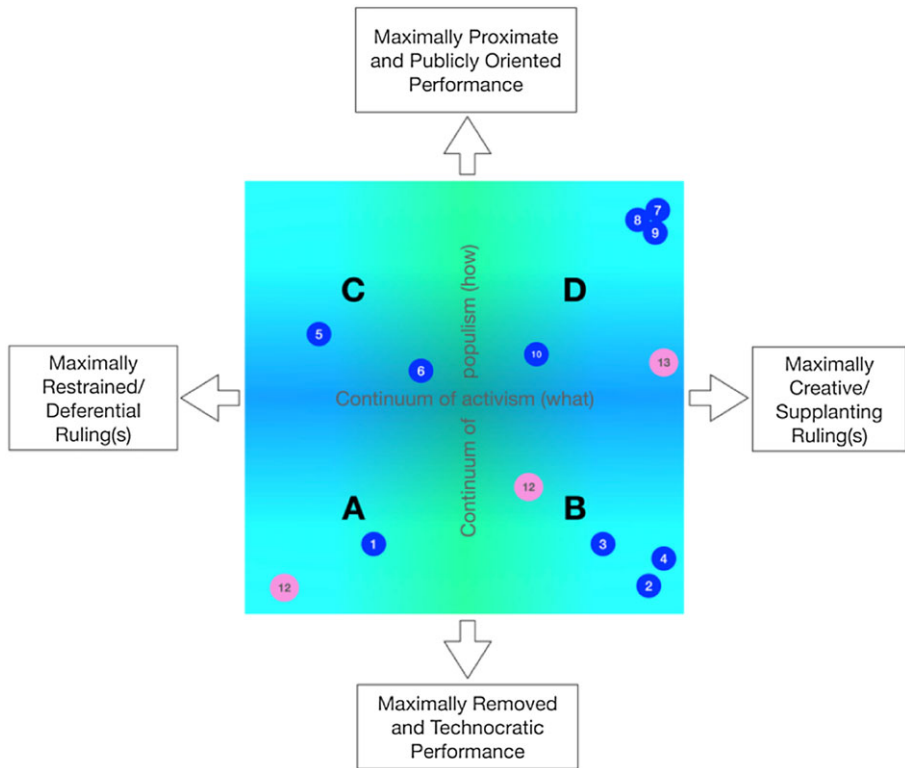 Maximally Proximate
and Publicly Oriented
Performance
7
8
9
C
D
5
10
6
13
Continuum of populism (how)
Maximally
Restrained/
Deferential
Ruling(s)
Continuum of activism (what)
Maximally
Creative/
Supplanting
Ruling(s)
12
A
B
1
3
4
12
2
Maximally Removed
and Technocratic
Performance